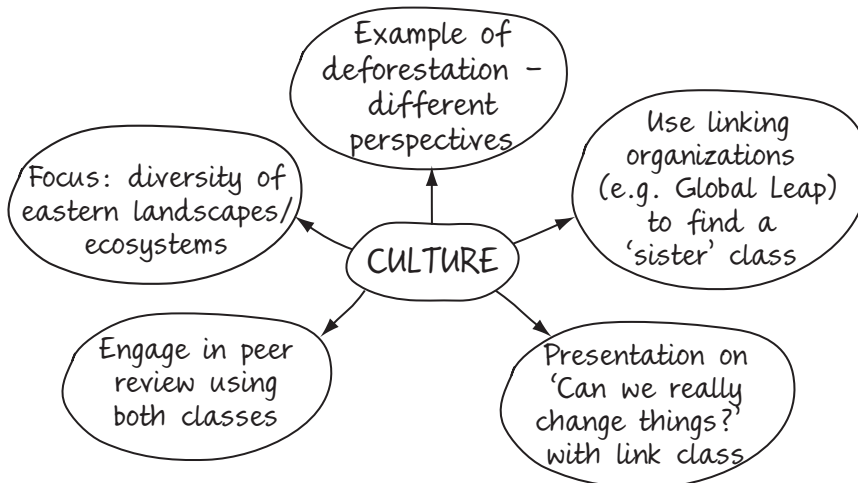 Example of
deforestation –
different
perspectives
Focus: diversity of
eastern landscapes/
ecosystems
Use linking
organizations
(e.g. Global Leap)
to find a
‘sister’ class
CULTURE
Engage in peer
review using
both classes
Presentation on
‘Can we really
change things?’
with link class